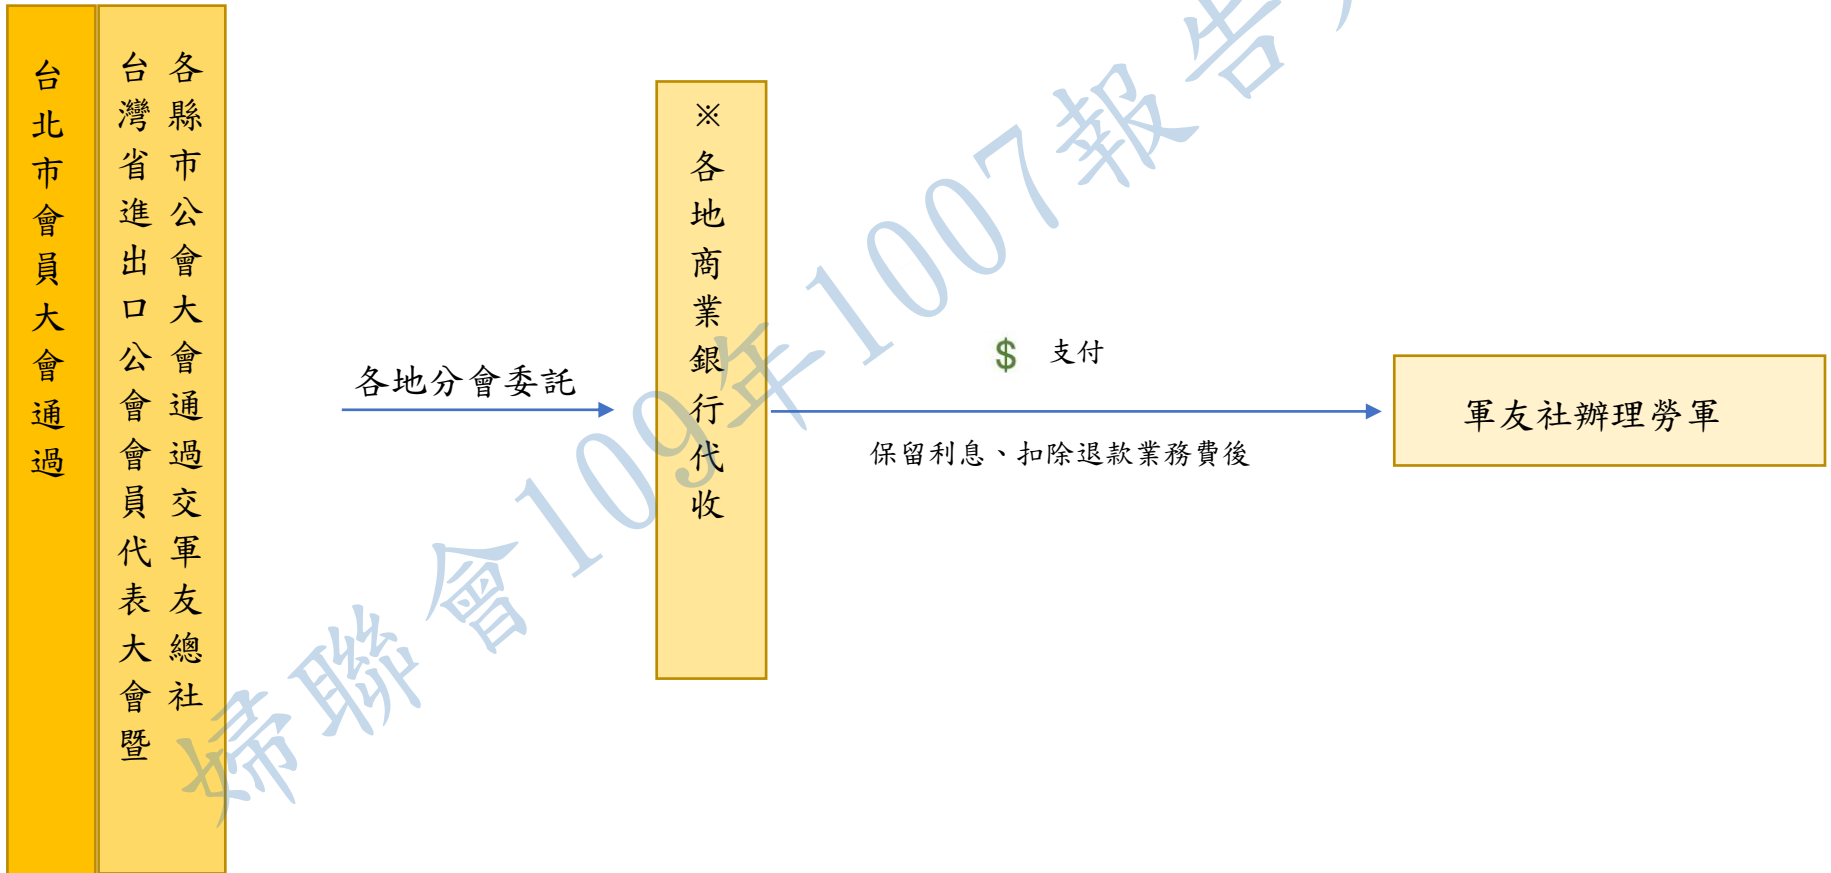 台北市會員大會通過
台灣省進出口公會會員代表大會暨
各縣市公會大會通過交軍友總社
各地分會委託
※各地商業銀行代收
$ 支付
保留利息、扣除退款業務費後
軍友社辦理勞軍
婦聯會109年1007報告